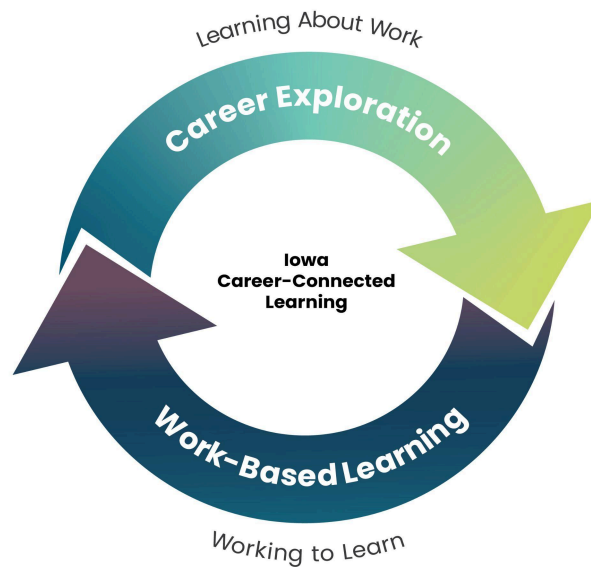 Learning About Work
Career Exploration
Iowa
Career-Connected
Learning
Work-Based Learning
Working to Learn